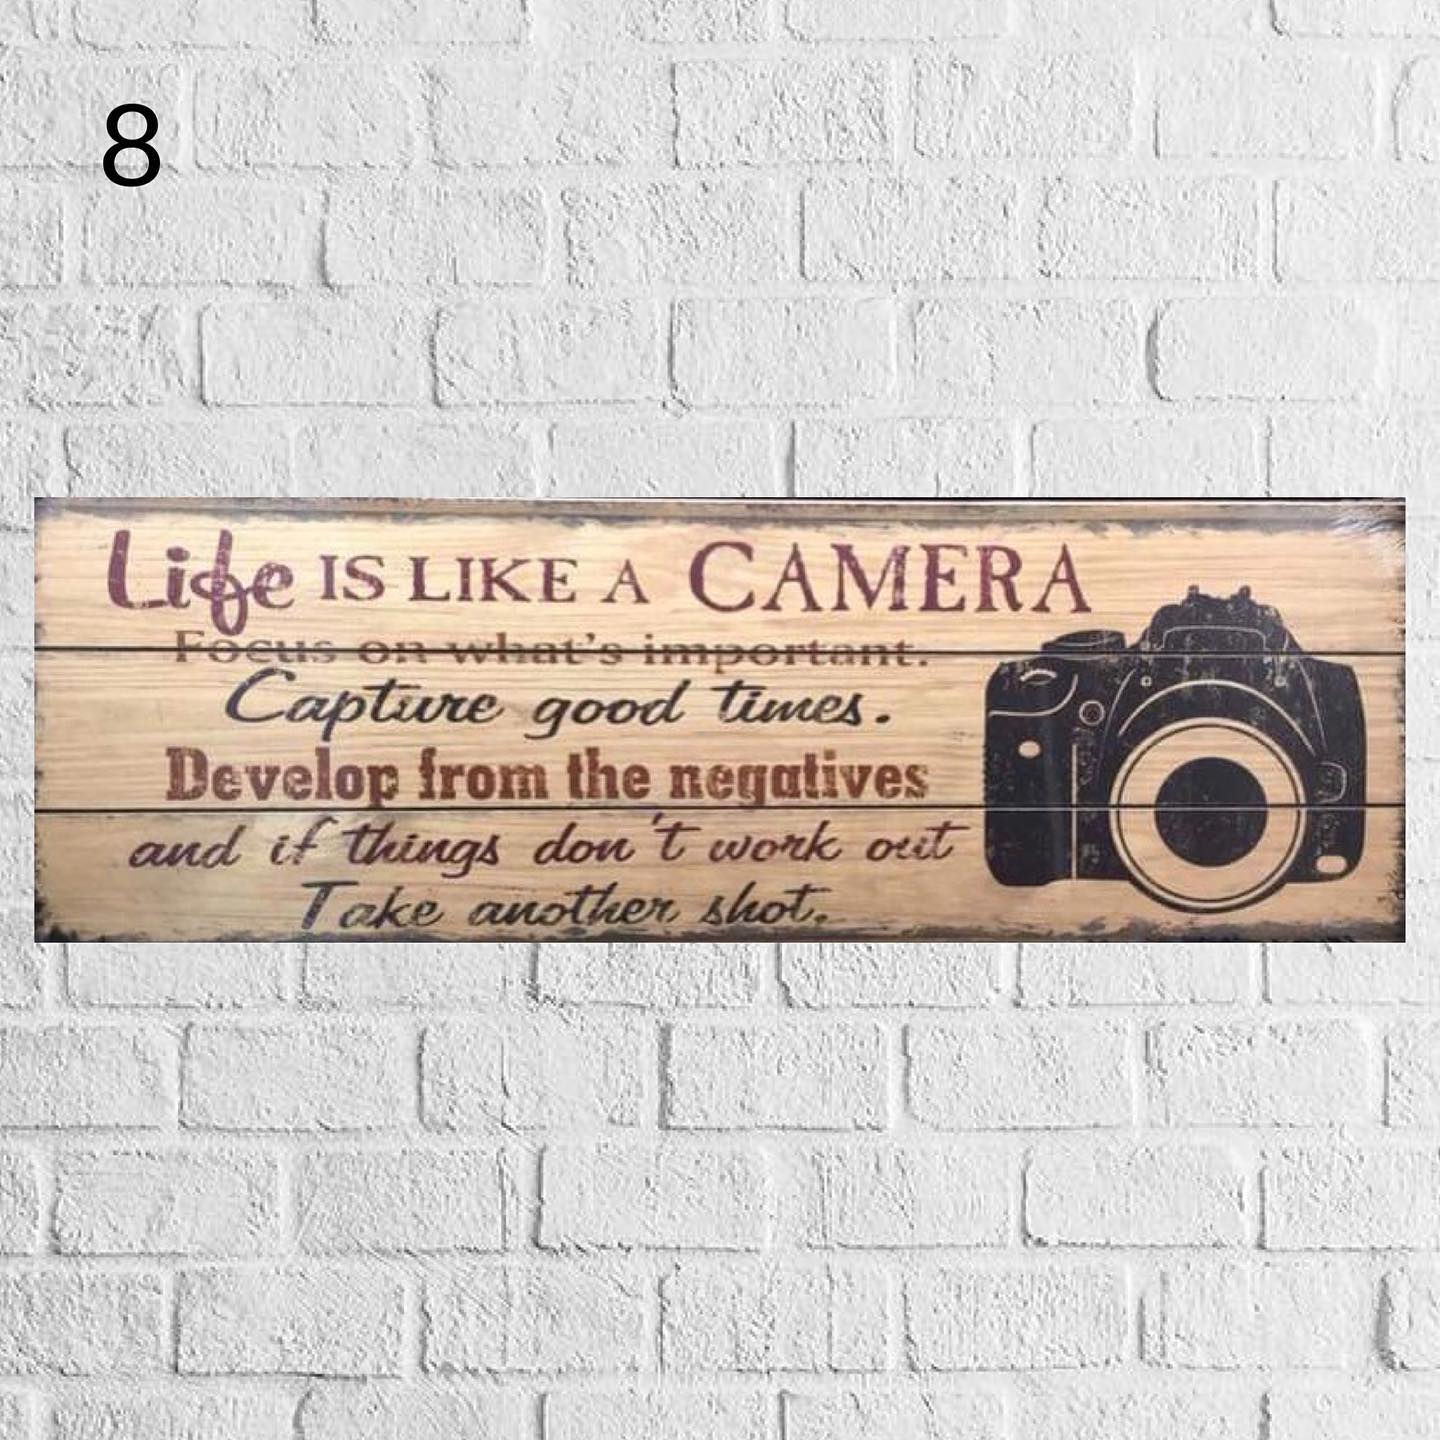 8
Life IS LIKE A CAMERA
Focus on what's important.
Capture good times.
Develop from the negatives
and if things don't work out
Take another shot.